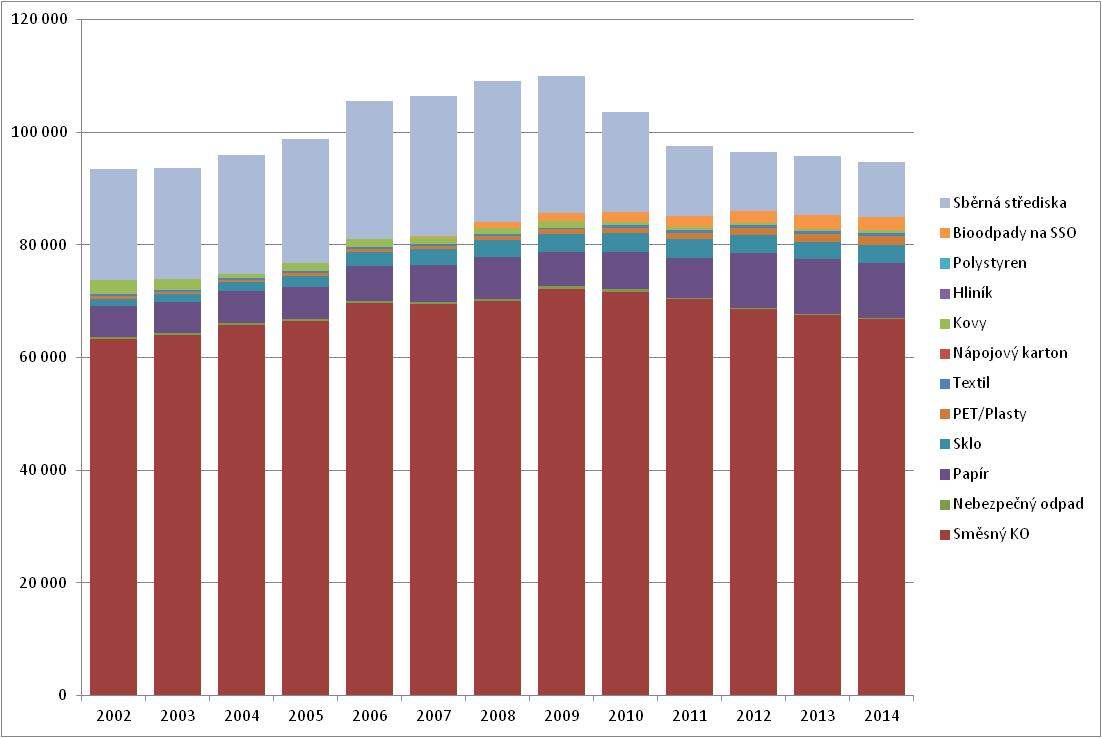 120 000
100 000
80 000
60 000
40 000
20 000
0
2002 2003 2004 2005 2006 2007 2008 2009 2010 2011 2012 2013 2014
Sběrná střediska
Bioodpady na SSO
Polystyren
Hliník
Kovy
Nápojový karton
Textil
PET/Plasty
Sklo
Papír
Nebezpečný odpad
Směsný KO